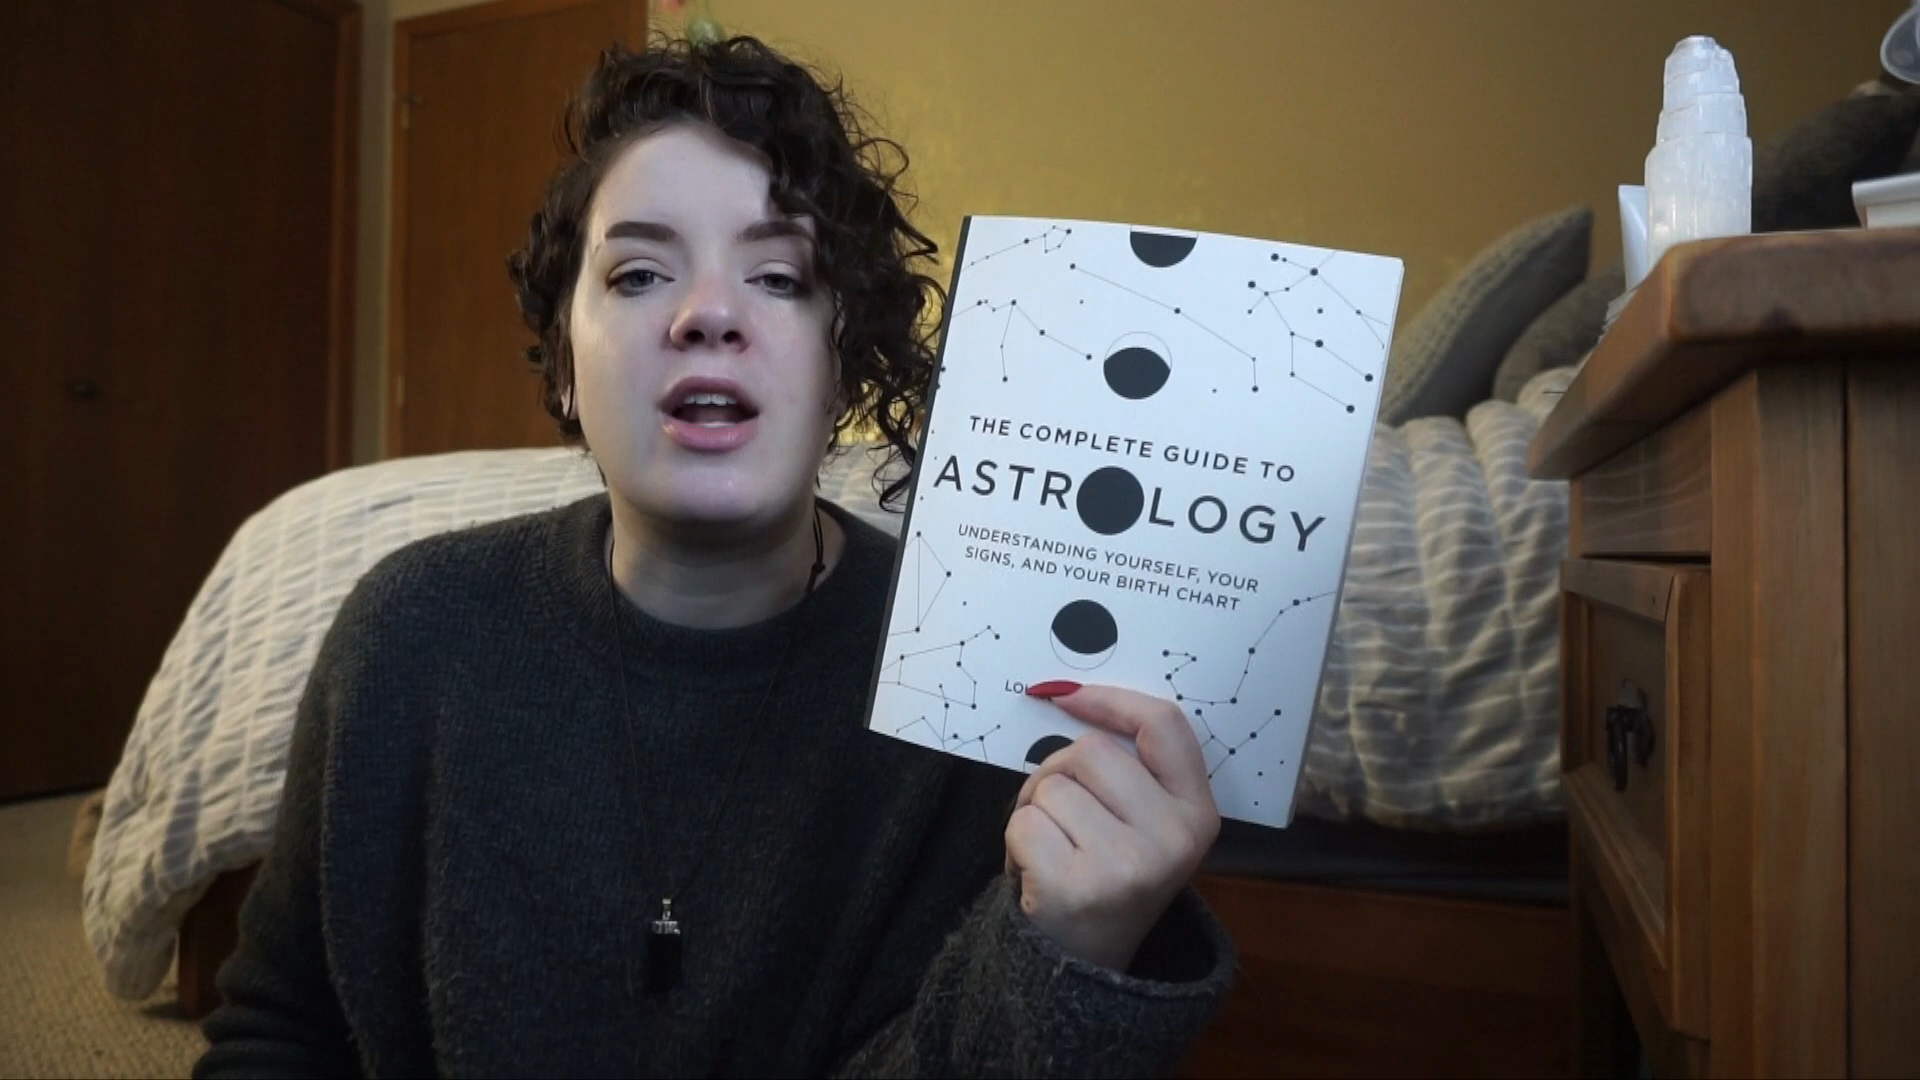 THE COMPLETE GUIDE TO
ASTROLOGY
UNDERSTANDING YOURSELF, YOUR
SIGNS, AND YOUR BIRTH CHART